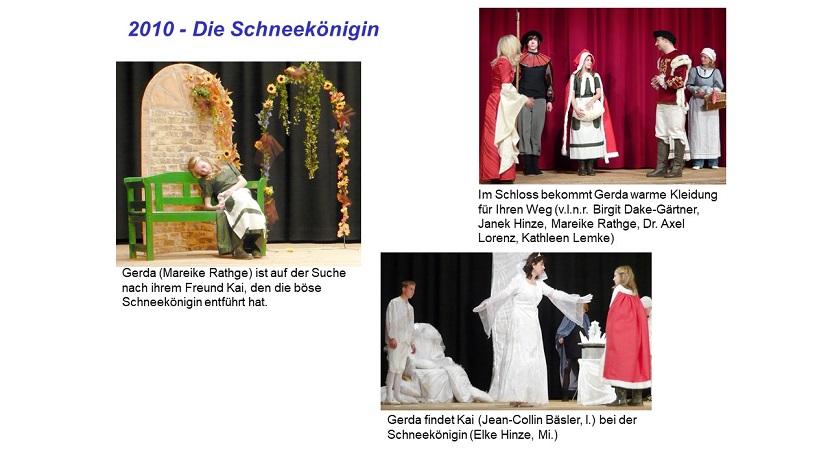 2010 - Die Schneekönigin
Gerda (Mareike Rathge) ist auf der Suche
nach ihrem Freund Kai, den die böse
Schneekönigin entführt hat.
Im Schloss bekommt Gerda warme Kleidung
für Ihren Weg (v.l.n.r. Birgit Dake-Gärtner,
Janek Hinze, Mareike Rathge, Dr. Axel
Lorenz, Kathleen Lemke)
Gerda findet Kai (Jean-Collin Bäsler, l.) bei der
Schneekönigin (Elke Hinze, Mi.)